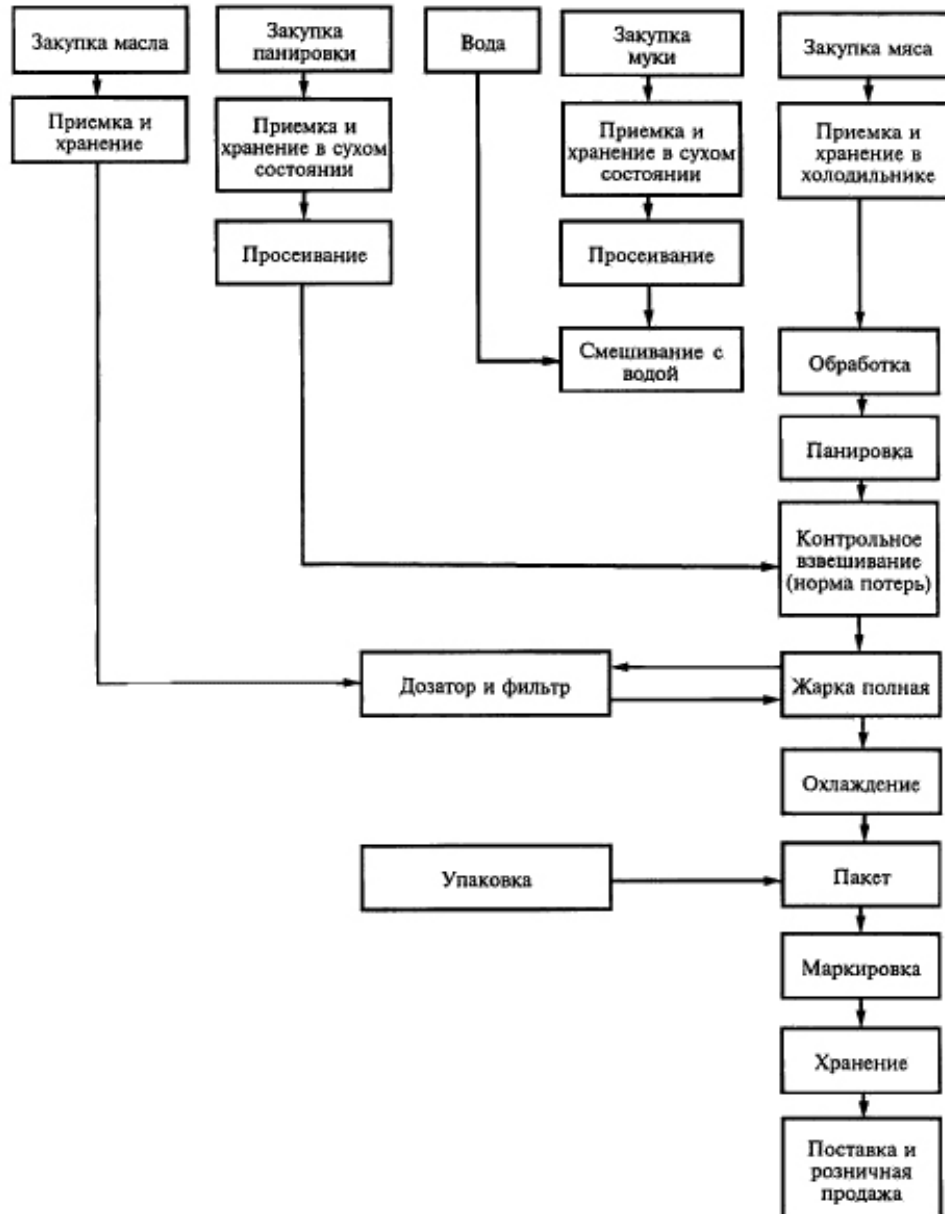 Закупка масла
Закупка
панировки
Вода
Закупка
муки
Закупка мяса
Приемка и
хранение
Приемка и
хранение в сухом
состоянии
Приемка и
хранение в сухом
состоянии
Приемка и
хранение в
холодильнике
Просеивание
Просеивание
Смешивание с
водой
Обработка
Панировка
Контрольное
взвешивание
(норма потерь)
Дозатор и фильтр
Жарка полная
Охлаждение
Упаковка
Пакет
Маркировка
Хранение
Поставка и
розничная
продажа